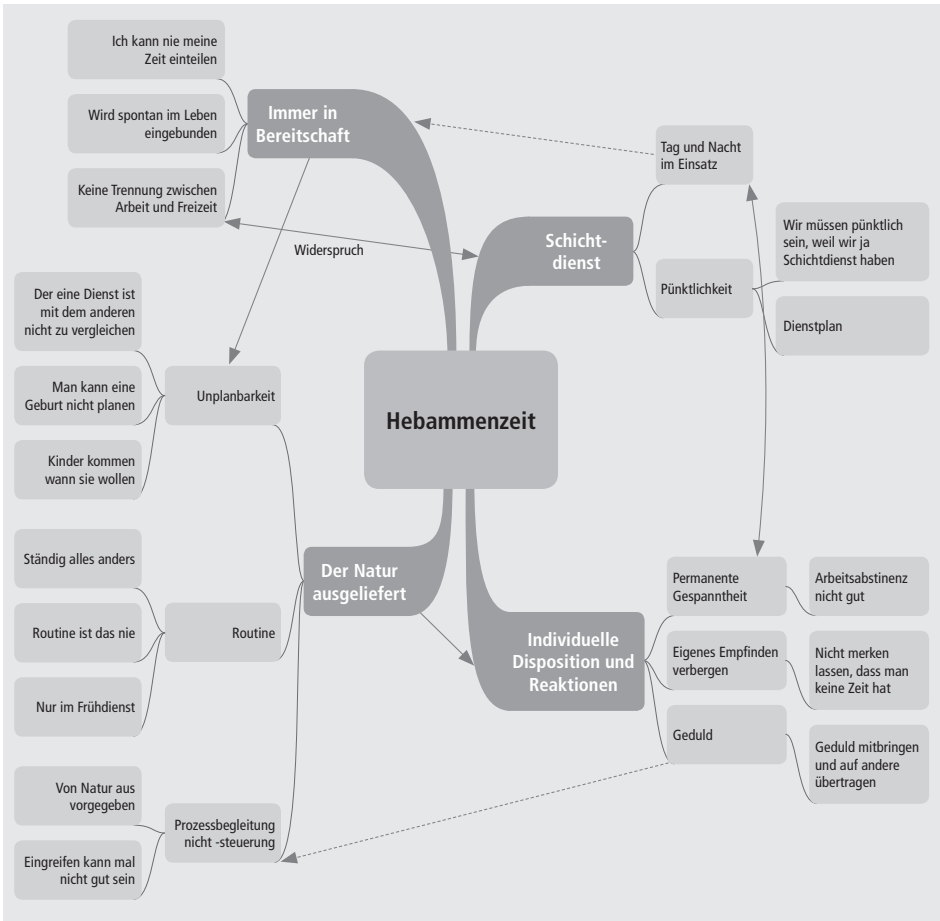 Hebammenzeit
Immer in
Bereitschaft
Ich kann nie meine
Zeit einteilen
Wird spontan im Leben
eingebunden
Keine Trennung zwischen
Arbeit und Freizeit
Widerspruch
Schicht-
dienst
Tag und Nacht
im Einsatz
Pünktlichkeit
Wir müssen pünktlich
sein, weil wir ja
Schichtdienst haben
Dienstplan
Der Natur
ausgeliefert
Unplanbarkeit
Der eine Dienst ist
mit dem anderen
nicht zu vergleichen
Man kann eine
Geburt nicht planen
Kinder kommen
wann sie wollen
Routine
Ständig alles anders
Routine ist das nie
Nur im Frühdienst
Prozessbegleitung
nicht -steuerung
Von Natur aus
vorgegeben
Eingreifen kann mal
nicht gut sein
Individuelle
Disposition und
Reaktionen
Permanente
Gespanntheit
Arbeitsabstinenz
nicht gut
Eigenes Empfinden
verbergen
Nicht merken
lassen, dass man
keine Zeit hat
Geduld
Geduld mitbringen
und auf andere
übertragen